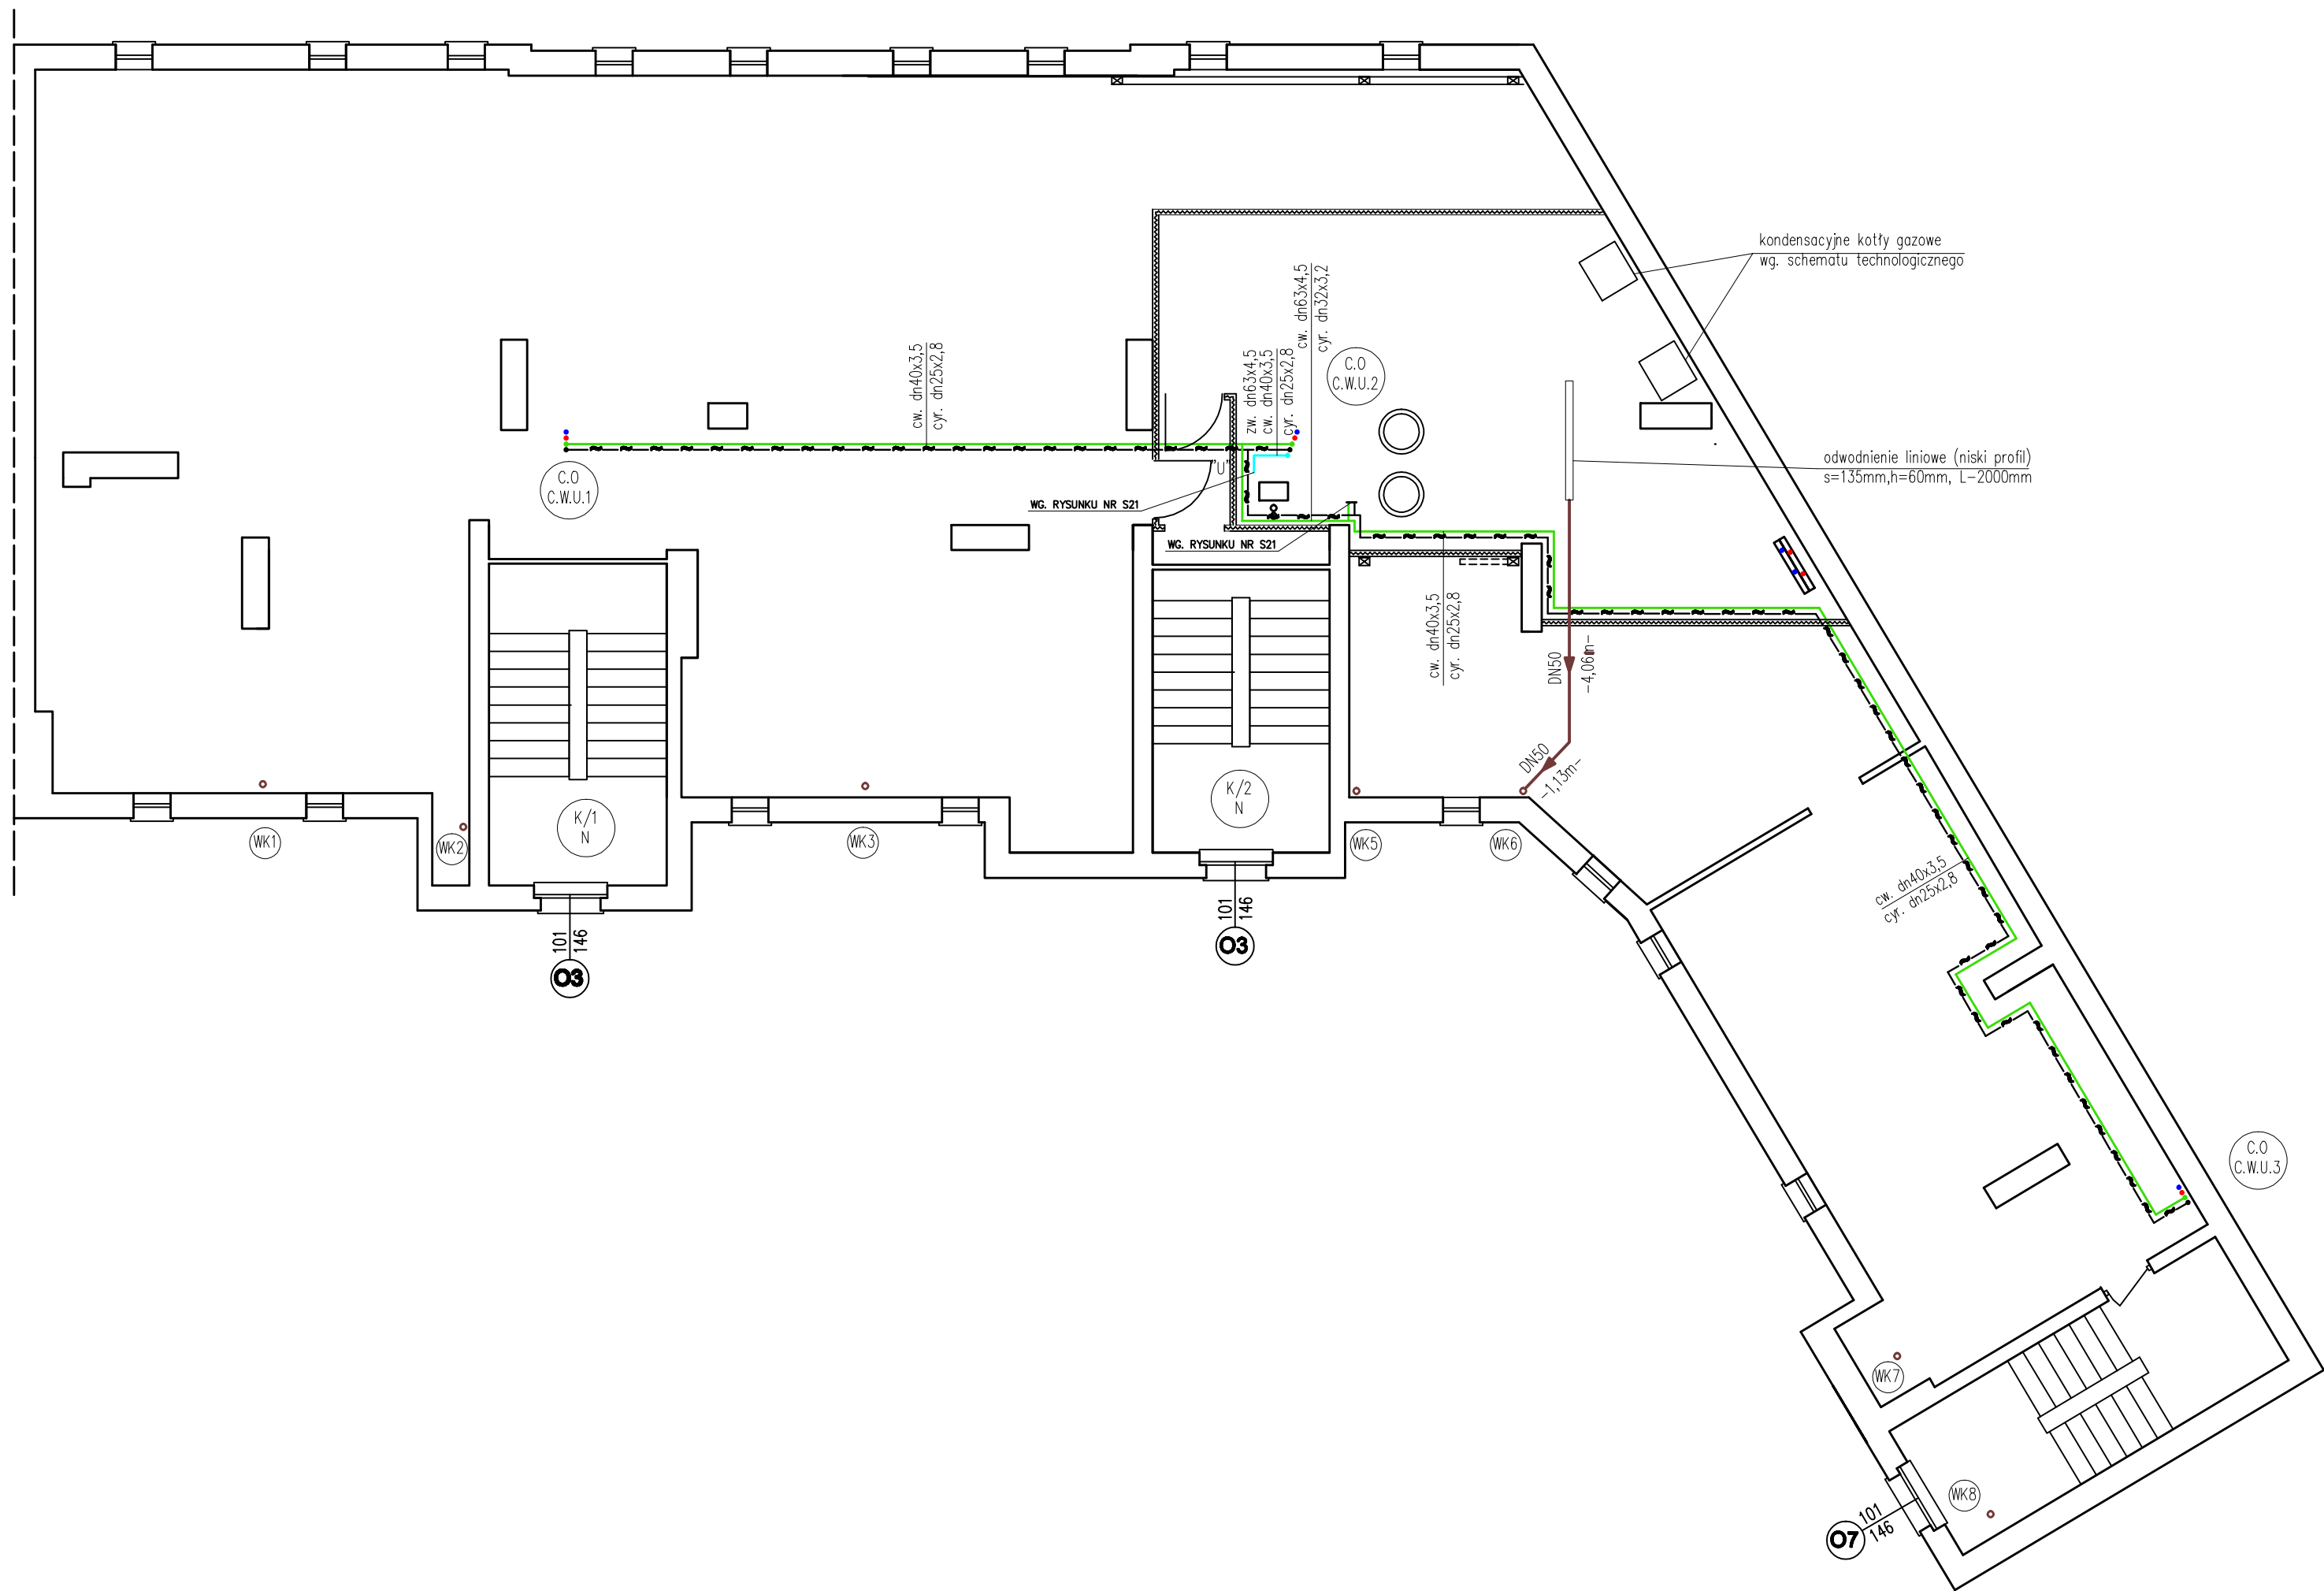 kondensacyjne kotły gazowe
wg. schematu technologicznego
cw. dn63x4,5
cyr. dn32x3,2
zw. dn63x4,5
cw. dn40x3,5
cyr. dn25x2,8
cw. dn40x3,5
cyr. dn25x2,8
C.O
C.W.U.2
odwodnienie liniowe (niski profil)
s=135mm,h=60mm, L-2000mm
"U"
C.O
C.W.U.1
WG. RYSUNKU NR S21
WG. RYSUNKU NR S21
cw. dn40x3,5
cyr. dn25x2,8
DN50
-4,06m-
DN50
-1,13m-
K/1
N
K/2
N
WK1
WK2
WK3
WK5
WK6
cw. dn40x3,5
cyr. dn25x2,8
101
146
O3
101
146
O3
C.O
C.W.U.3
WK7
WK8
101
146
O7